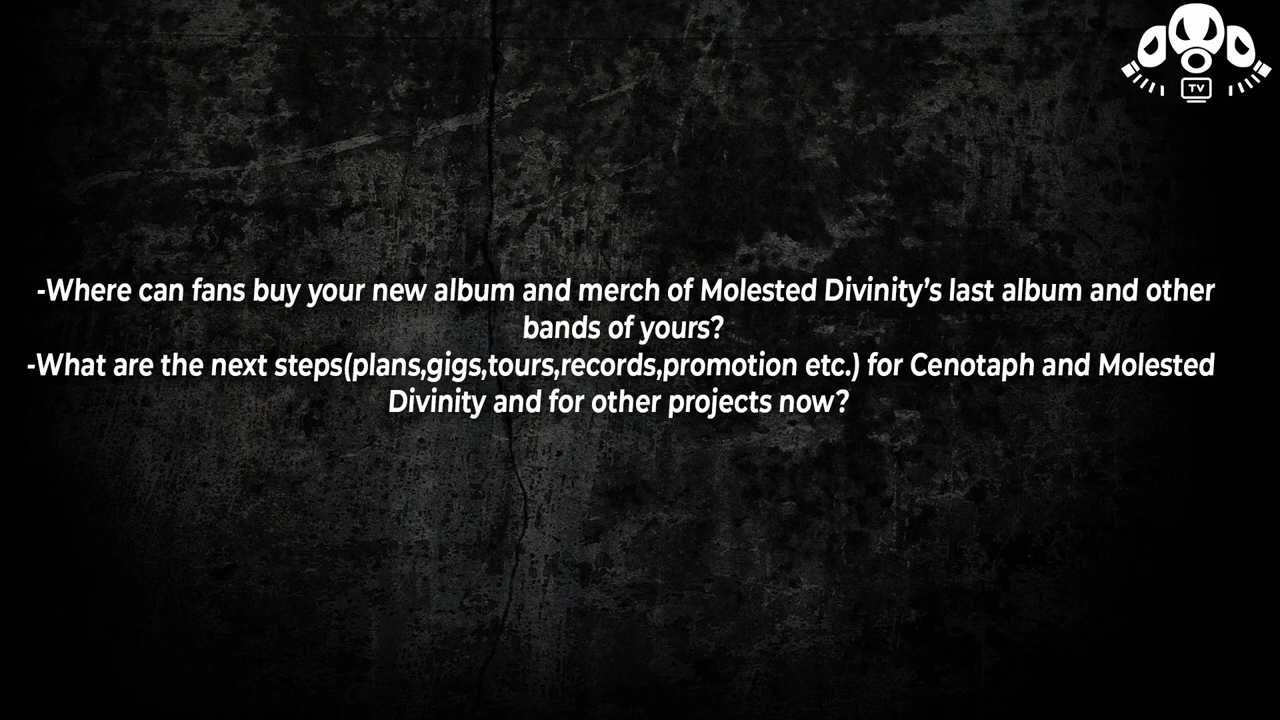 TV
-Where can fans buy your new album and merch of Molested Divinity’s last album and other
bands of yours?
-What are the next steps(plans,gigs,tours,records,promotion etc.) for Cenotaph and Molested
Divinity and for other projects now?